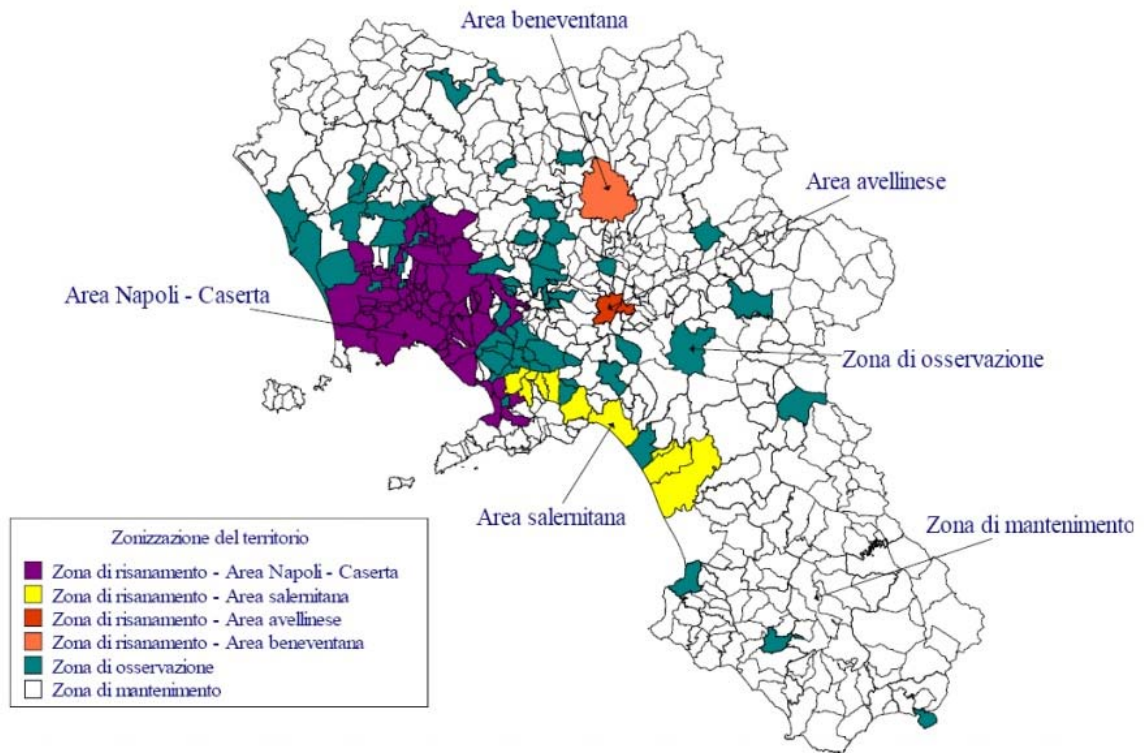 Area beneventana
Area avellinese
Area Napoli - Caserta
Zona di osservazione
Area salernitana
Zona di mantenimento
Zonizzazione del territorio
Zona di risanamento - Area Napoli - Caserta
Zona di risanamento - Area salernitana
Zona di risanamento - Area avellinese
Zona di risanamento - Area beneventana
Zona di osservazione
Zona di mantenimento